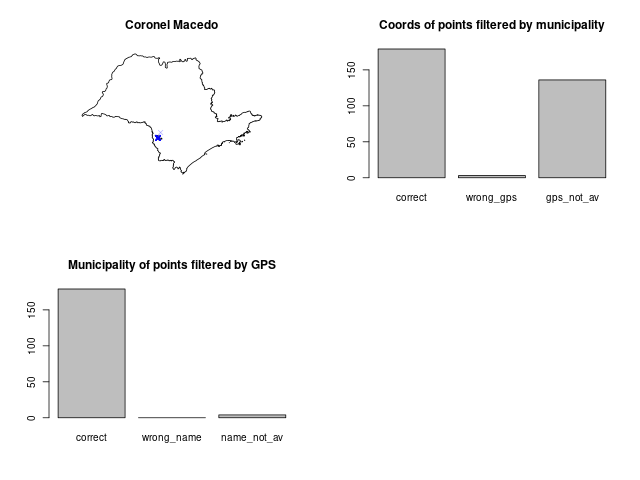 Coronel Macedo
Coords of points filtered by municipality
150
100
50
0
correct wrong_gps gps_not_av
Municipality of points filtered by GPS
150
100
50
0
correct wrong_name name_not_av